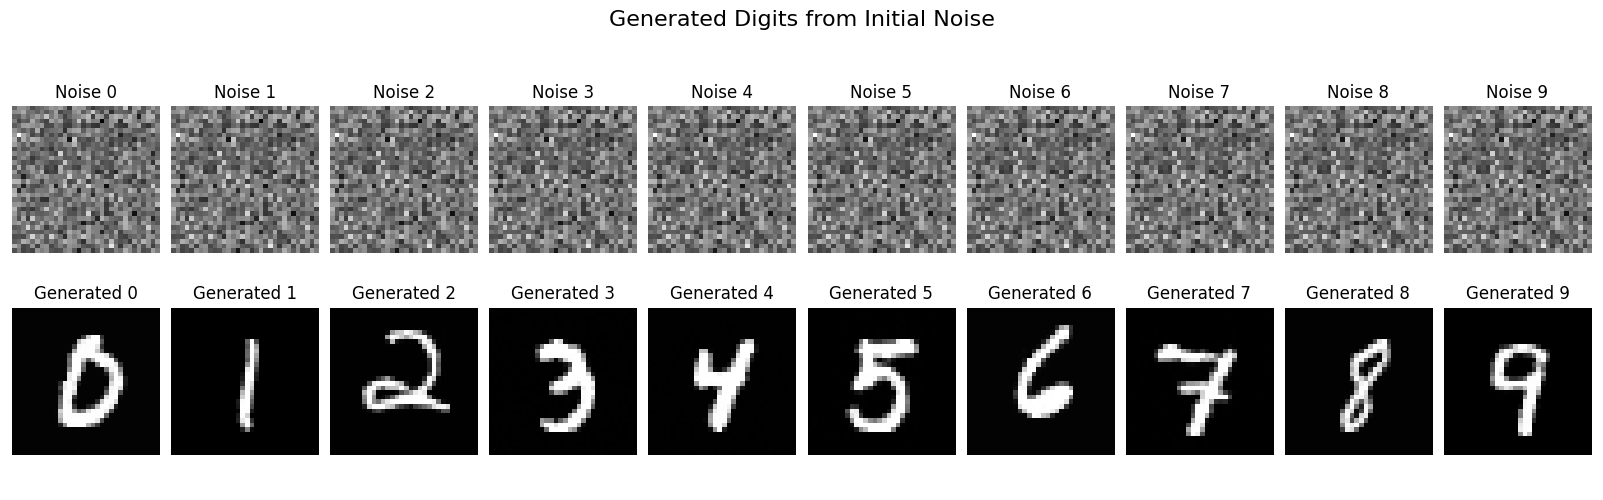 Generated Digits from Initial Noise
Noise 0 Noise 1 Noise 2 Noise 3 Noise 4 Noise 5 Noise 6 Noise 7 Noise 8 Noise 9
Generated 0 Generated 1 Generated 2 Generated 3 Generated 4 Generated 5 Generated 6 Generated 7 Generated 8 Generated 9
0 1 2 3 4 5 6 7 8 9